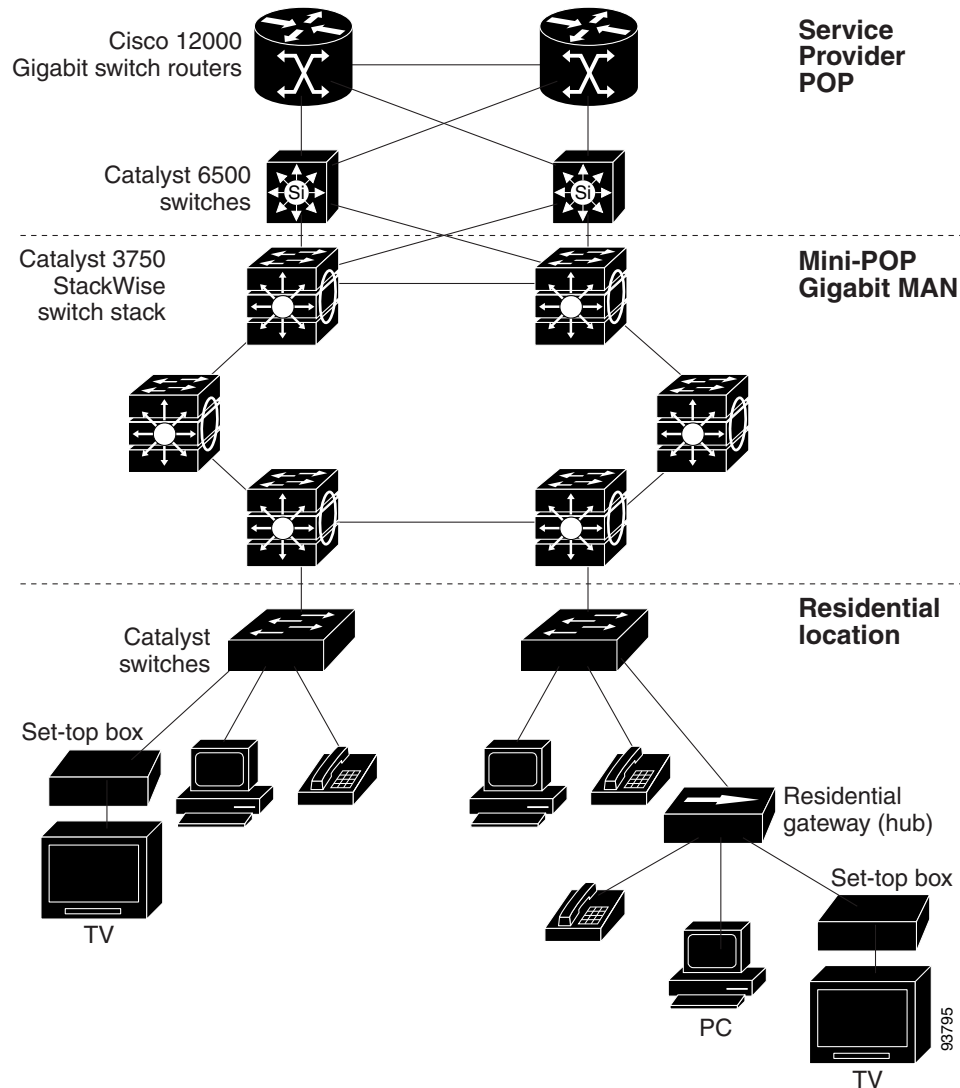 Cisco 12000
Gigabit switch routers
Service
Provider
POP
Catalyst 6500
switches
Si
Si
Catalyst 3750
StackWise
switch stack
Mini-POP
Gigabit MAN
Residential
location
Catalyst
switches
Set-top box
TV
Residential
gateway (hub)
Set-top box
PC
TV
93795